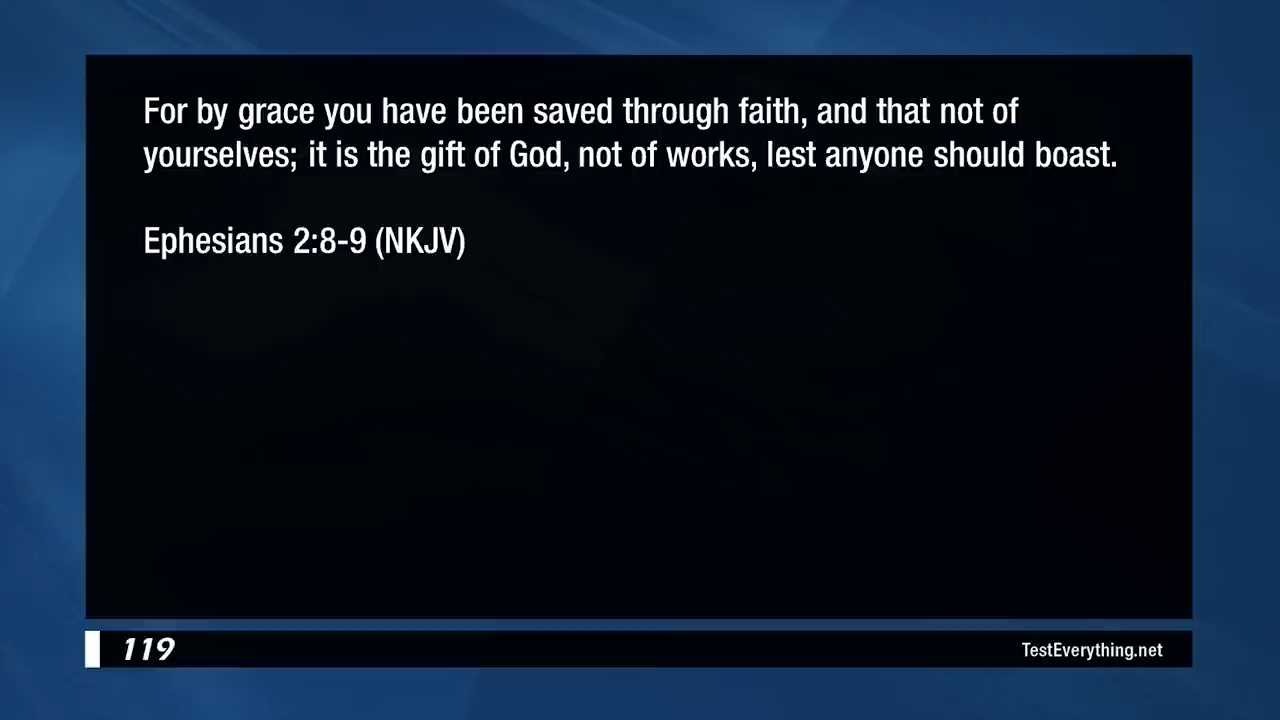 For by grace you have been saved through faith, and that not of
yourselves; it is the gift of God, not of works, lest anyone should boast.
Ephesians 2:8-9 (NKJV)
119
TestEverything.net